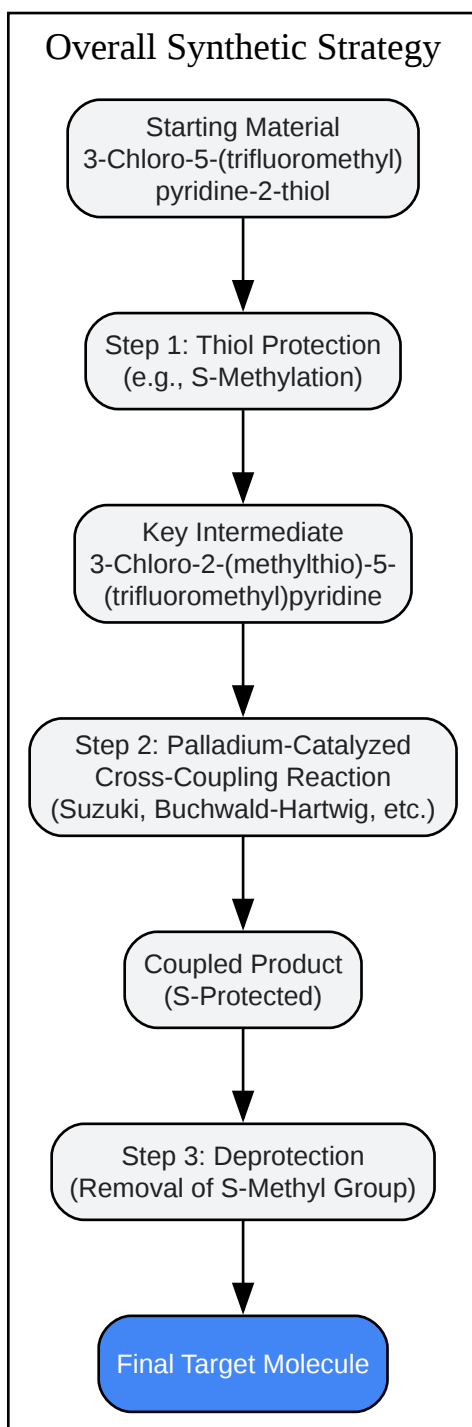 Overall Synthetic Strategy
Starting Material
3-Chloro-5-(trifluoromethyl)
pyridine-2-thiol
Step 1: Thiol Protection
(e.g., S-Methylation)
Key Intermediate
3-Chloro-2-(methylthio)-5-
(trifluoromethyl)pyridine
Step 2: Palladium-Catalyzed
Cross-Coupling Reaction
(Suzuki, Buchwald-Hartwig, etc.)
Coupled Product
(S-Protected)
Step 3: Deprotection
(Removal of S-Methyl Group)
Final Target Molecule